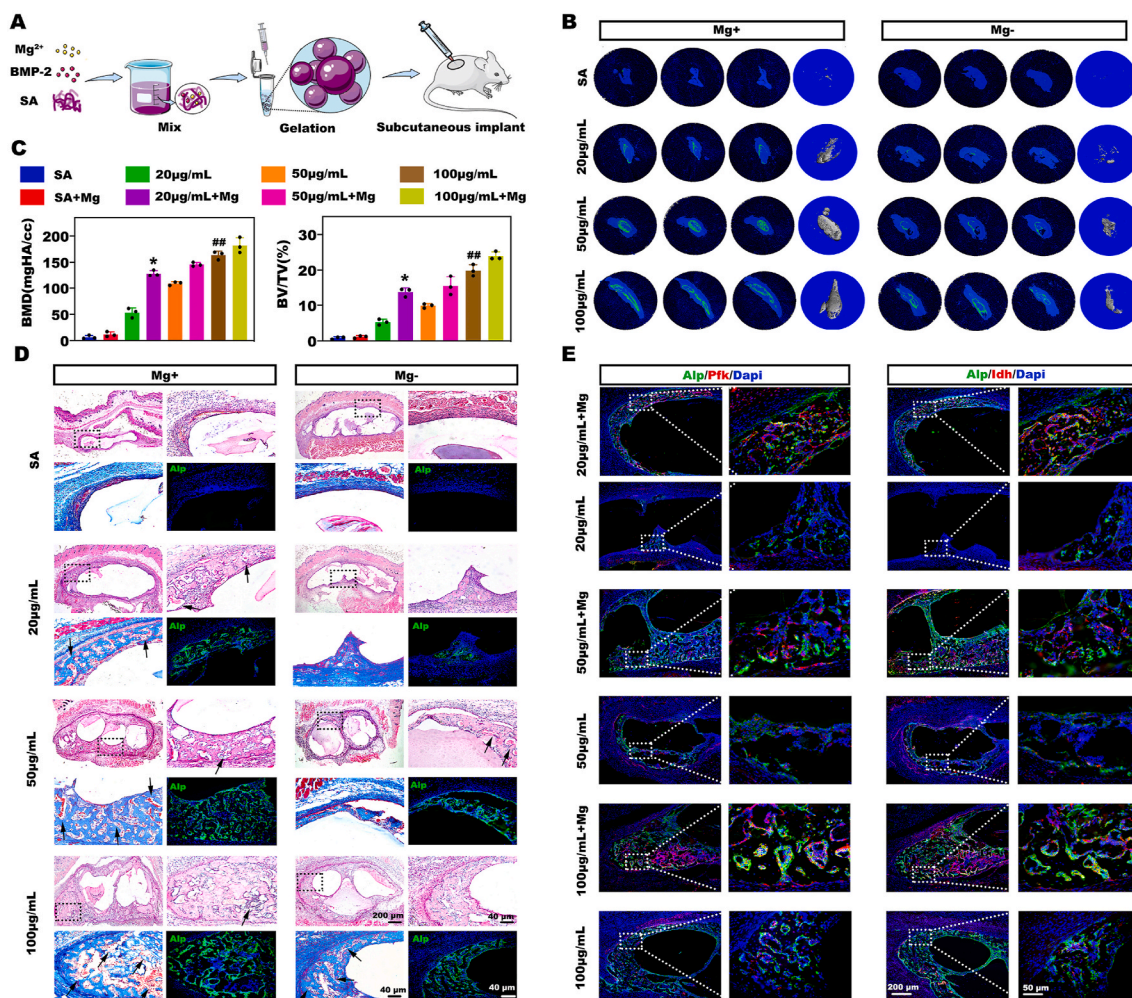 A
Mg²⁺
BMP-2
SA
Mix
Gelation
Subcutaneous implant
B
Mg+
Mg-
SA
20μg/mL
50μg/mL
100μg/mL
C
SA
20μg/mL
50μg/mL
100μg/mL
SA+Mg
20μg/mL+Mg
50μg/mL+Mg
100μg/mL+Mg
BMD(mgHA/cc)
200
150
100
50
0
*
##
BV/TV(%)
30
20
10
0
*
##
D
Mg+
Mg-
SA
Alp
Alp
20μg/mL
Alp
Alp
50μg/mL
Alp
Alp
100μg/mL
200 μm
40 μm
Alp
Alp
40 μm
40 μm
E
Alp/Pfk/Dapi
Alp/Idh/Dapi
20μg/mL+Mg
20μg/mL
50μg/mL+Mg
50μg/mL
100μg/mL+Mg
100μg/mL
200 μm
50 μm